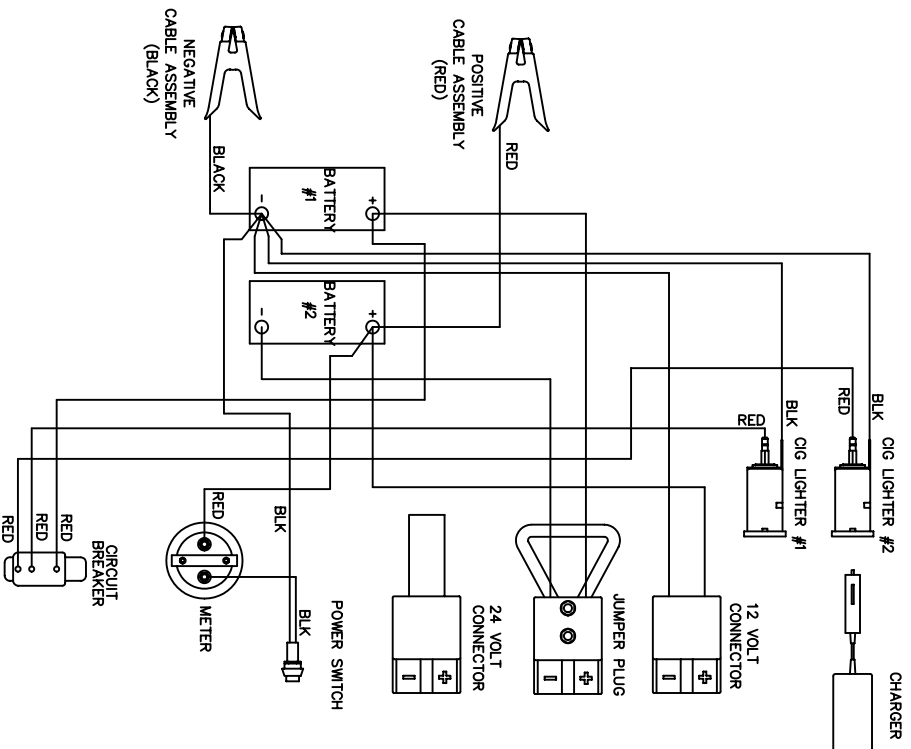 NEGATIVE
CABLE ASSEMBLY
(BLACK)
POSITIVE
CABLE ASSEMBLY
(RED)
BLACK
RED
BATTERY
#1
+
-
BATTERY
#2
+
-
RED
BLK
CIG LIGHTER #2
RED
BLK
CIG LIGHTER #1
RED
RED
RED
CIRCUIT
BREAKER
RED
METER
BLK
BLK
POWER SWITCH
24 VOLT
CONNECTOR
- +
JUMPER PLUG
- +
12 VOLT
CONNECTOR
- +
CHARGER